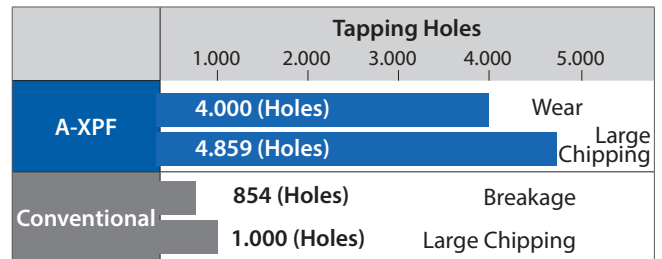 Tapping Holes
1.000 2.000 3.000 4.000 5.000
A-XPF
4.000 (Holes) Wear
4.859 (Holes) Large
Chipping
Conventional
854 (Holes) Breakage
1.000 (Holes) Large Chipping